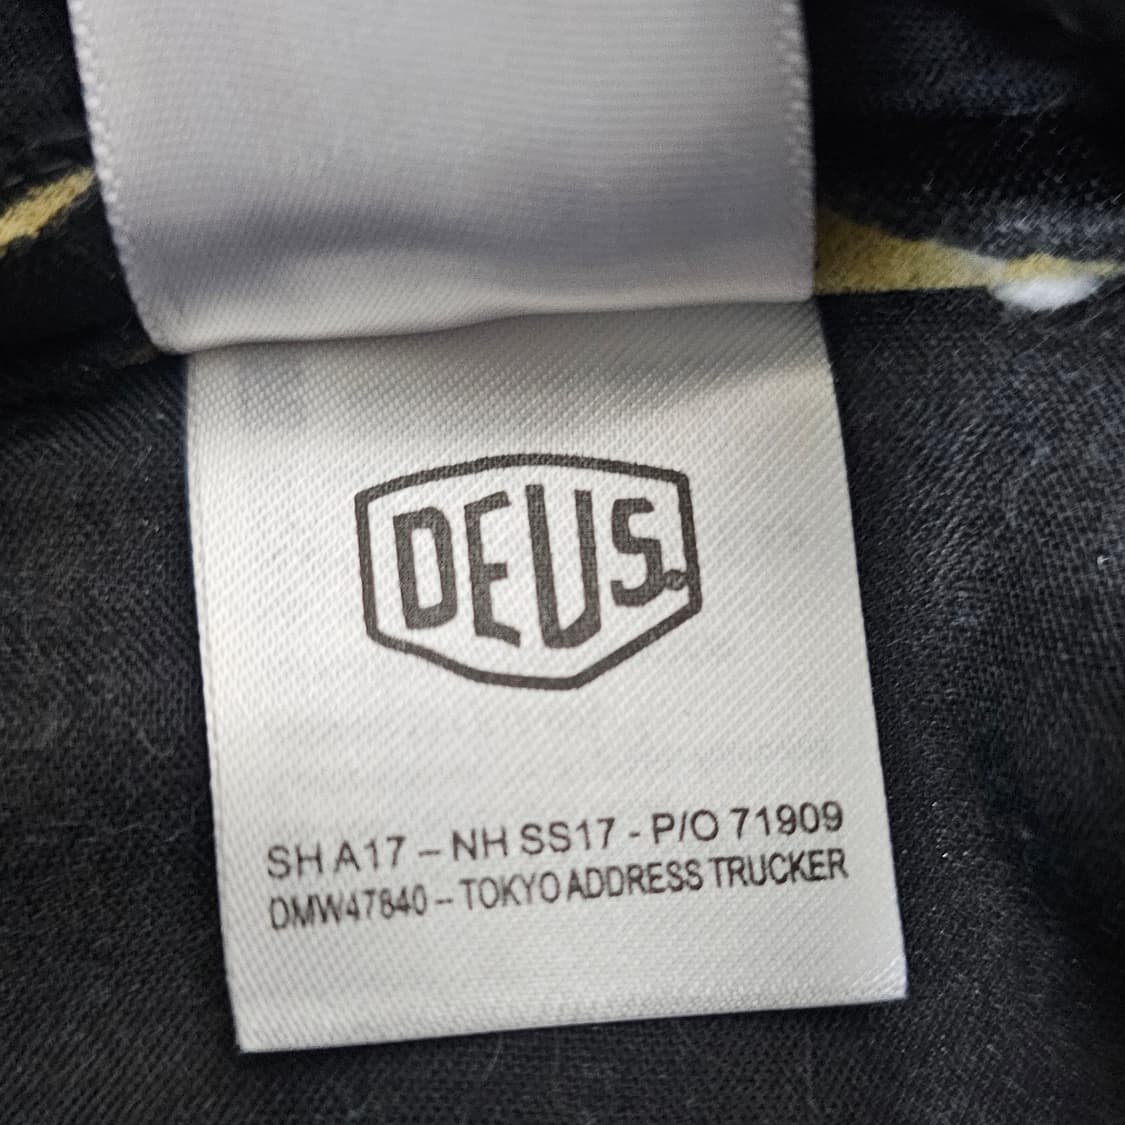 DEUS.®
SH A17 – NH SS17 - P/O 71909
DMW47840 – TOKYO ADDRESS TRUCKER